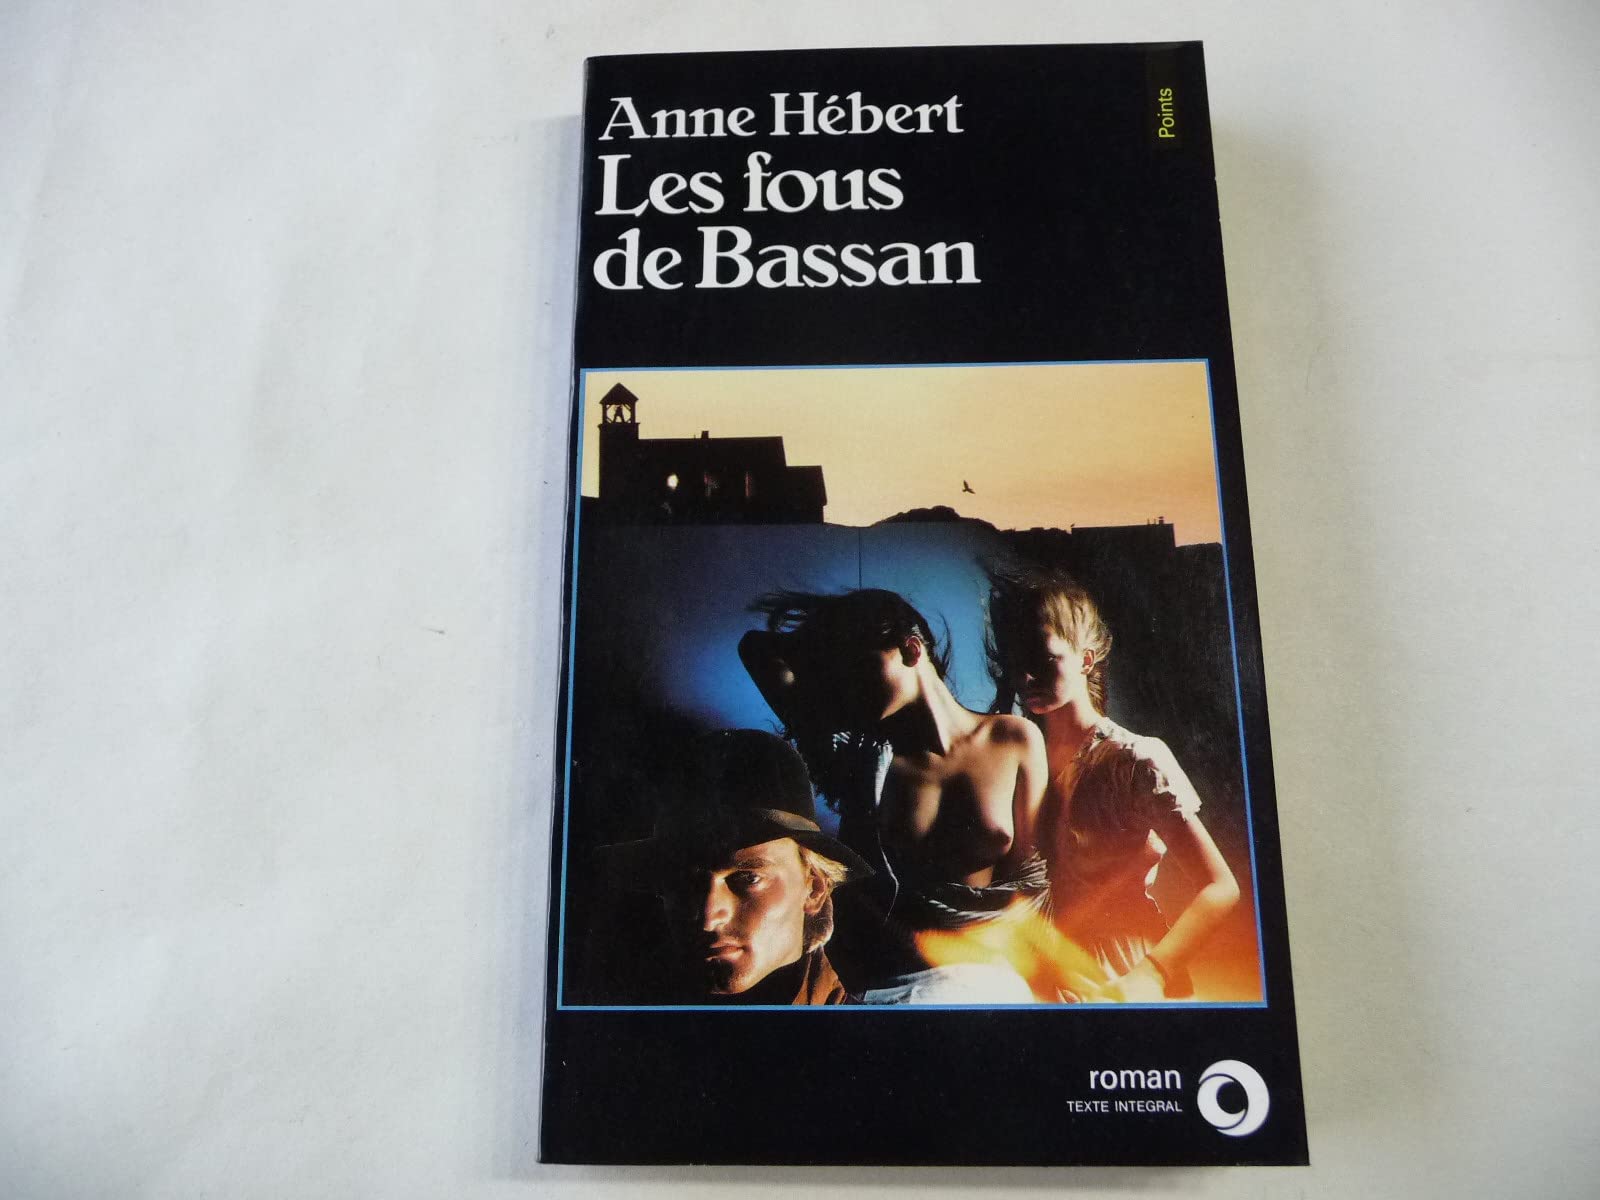 Anne Hébert
Les fous
de Bassan
Points
roman
TEXTE INTEGRAL